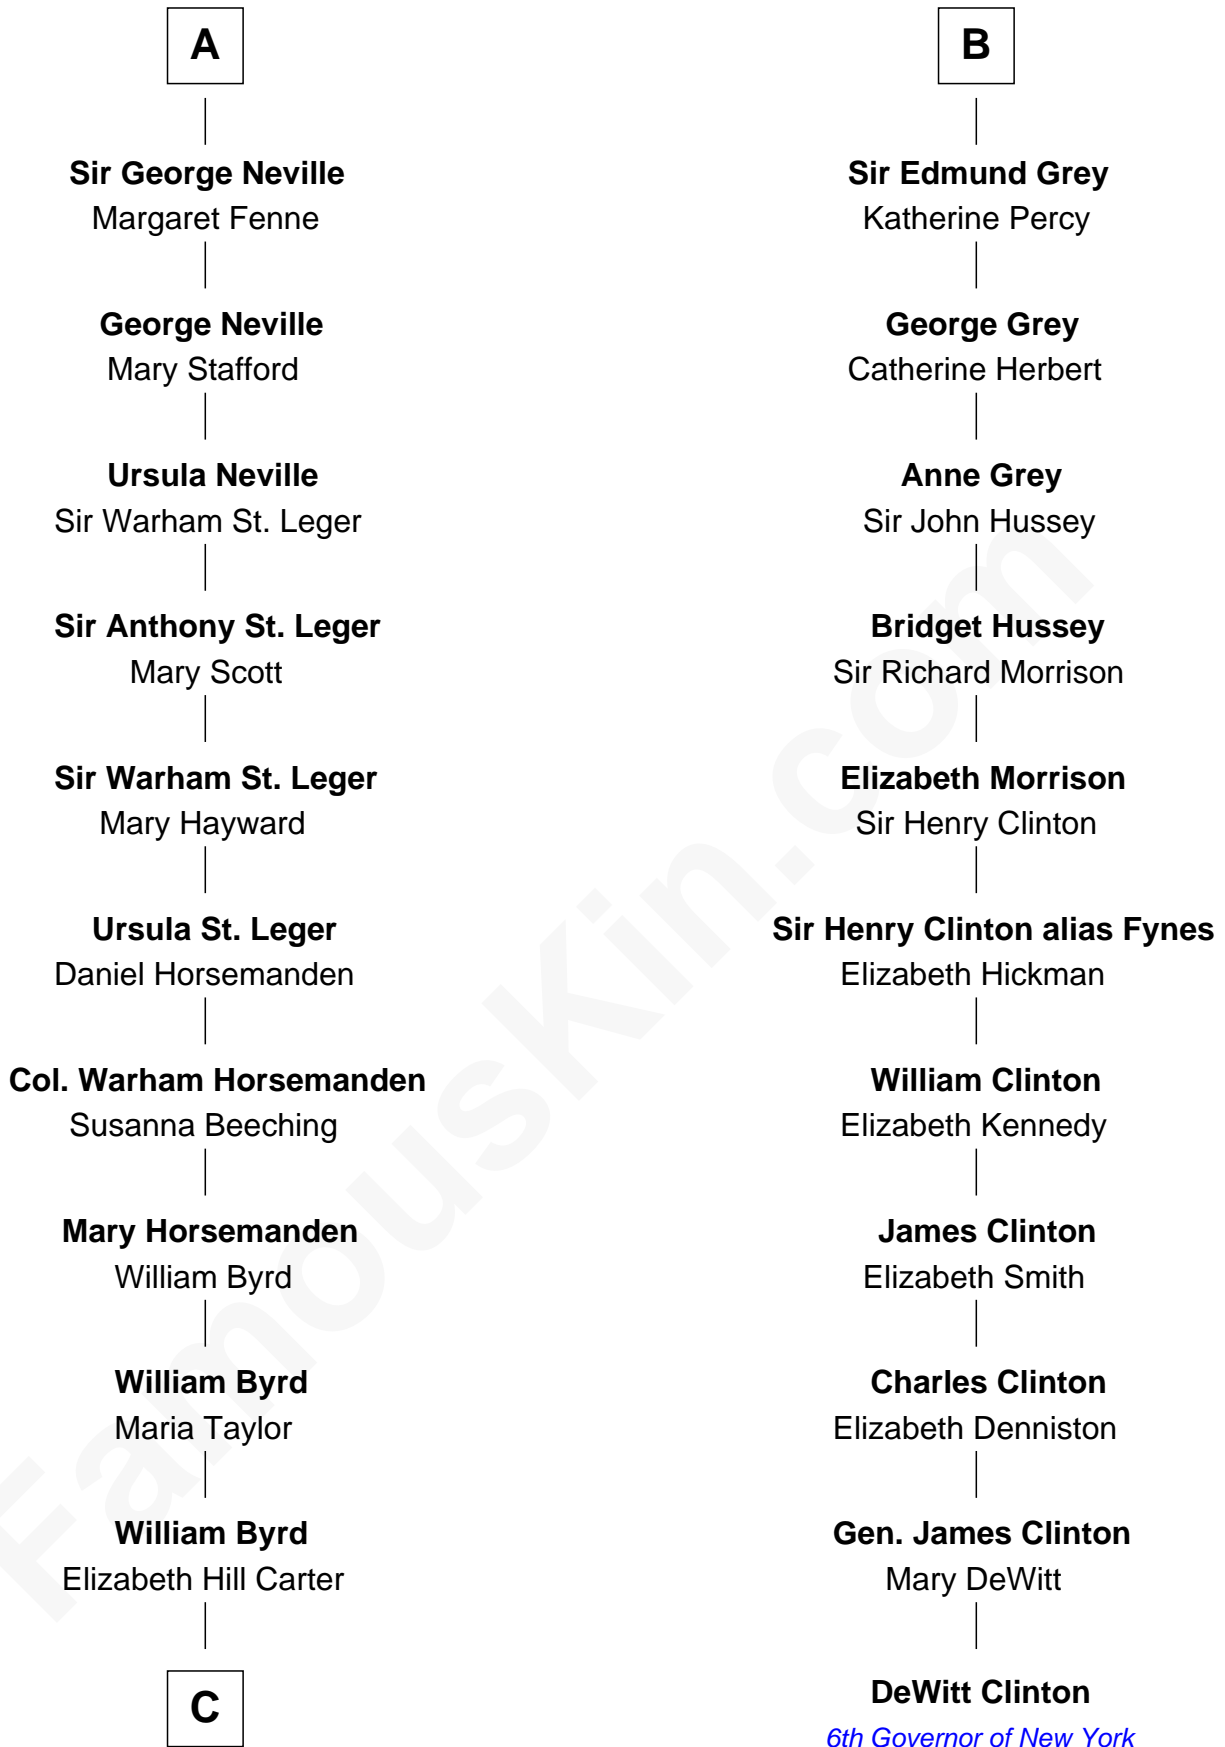 A
Sir George Neville
Margaret Fenne
George Neville
Mary Stafford
Ursula Neville
Sir Warham St. Leger
Sir Anthony St. Leger
Mary Scott
Sir Warham St. Leger
Mary Hayward
Ursula St. Leger
Daniel Horsemanden
Col. Warham Horsemanden
Susanna Beeching
Mary Horsemanden
William Byrd
William Byrd
Maria Taylor
William Byrd
Elizabeth Hill Carter
C
B
Sir Edmund Grey
Katherine Percy
George Grey
Catherine Herbert
Anne Grey
Sir John Hussey
Bridget Hussey
Sir Richard Morrison
Elizabeth Morrison
Sir Henry Clinton
Sir Henry Clinton alias Fynes
Elizabeth Hickman
William Clinton
Elizabeth Kennedy
James Clinton
Elizabeth Smith
Charles Clinton
Elizabeth Denniston
Gen. James Clinton
Mary DeWitt
DeWitt Clinton
6th Governor of New York
FamousKin.com